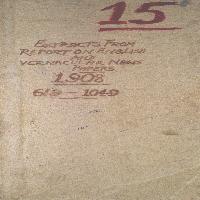 15
EXTRACTS FROM
REPORT ON ENGLISH
AND
VERNACULAR NEWS
PAPERS
1908
619 - 1049